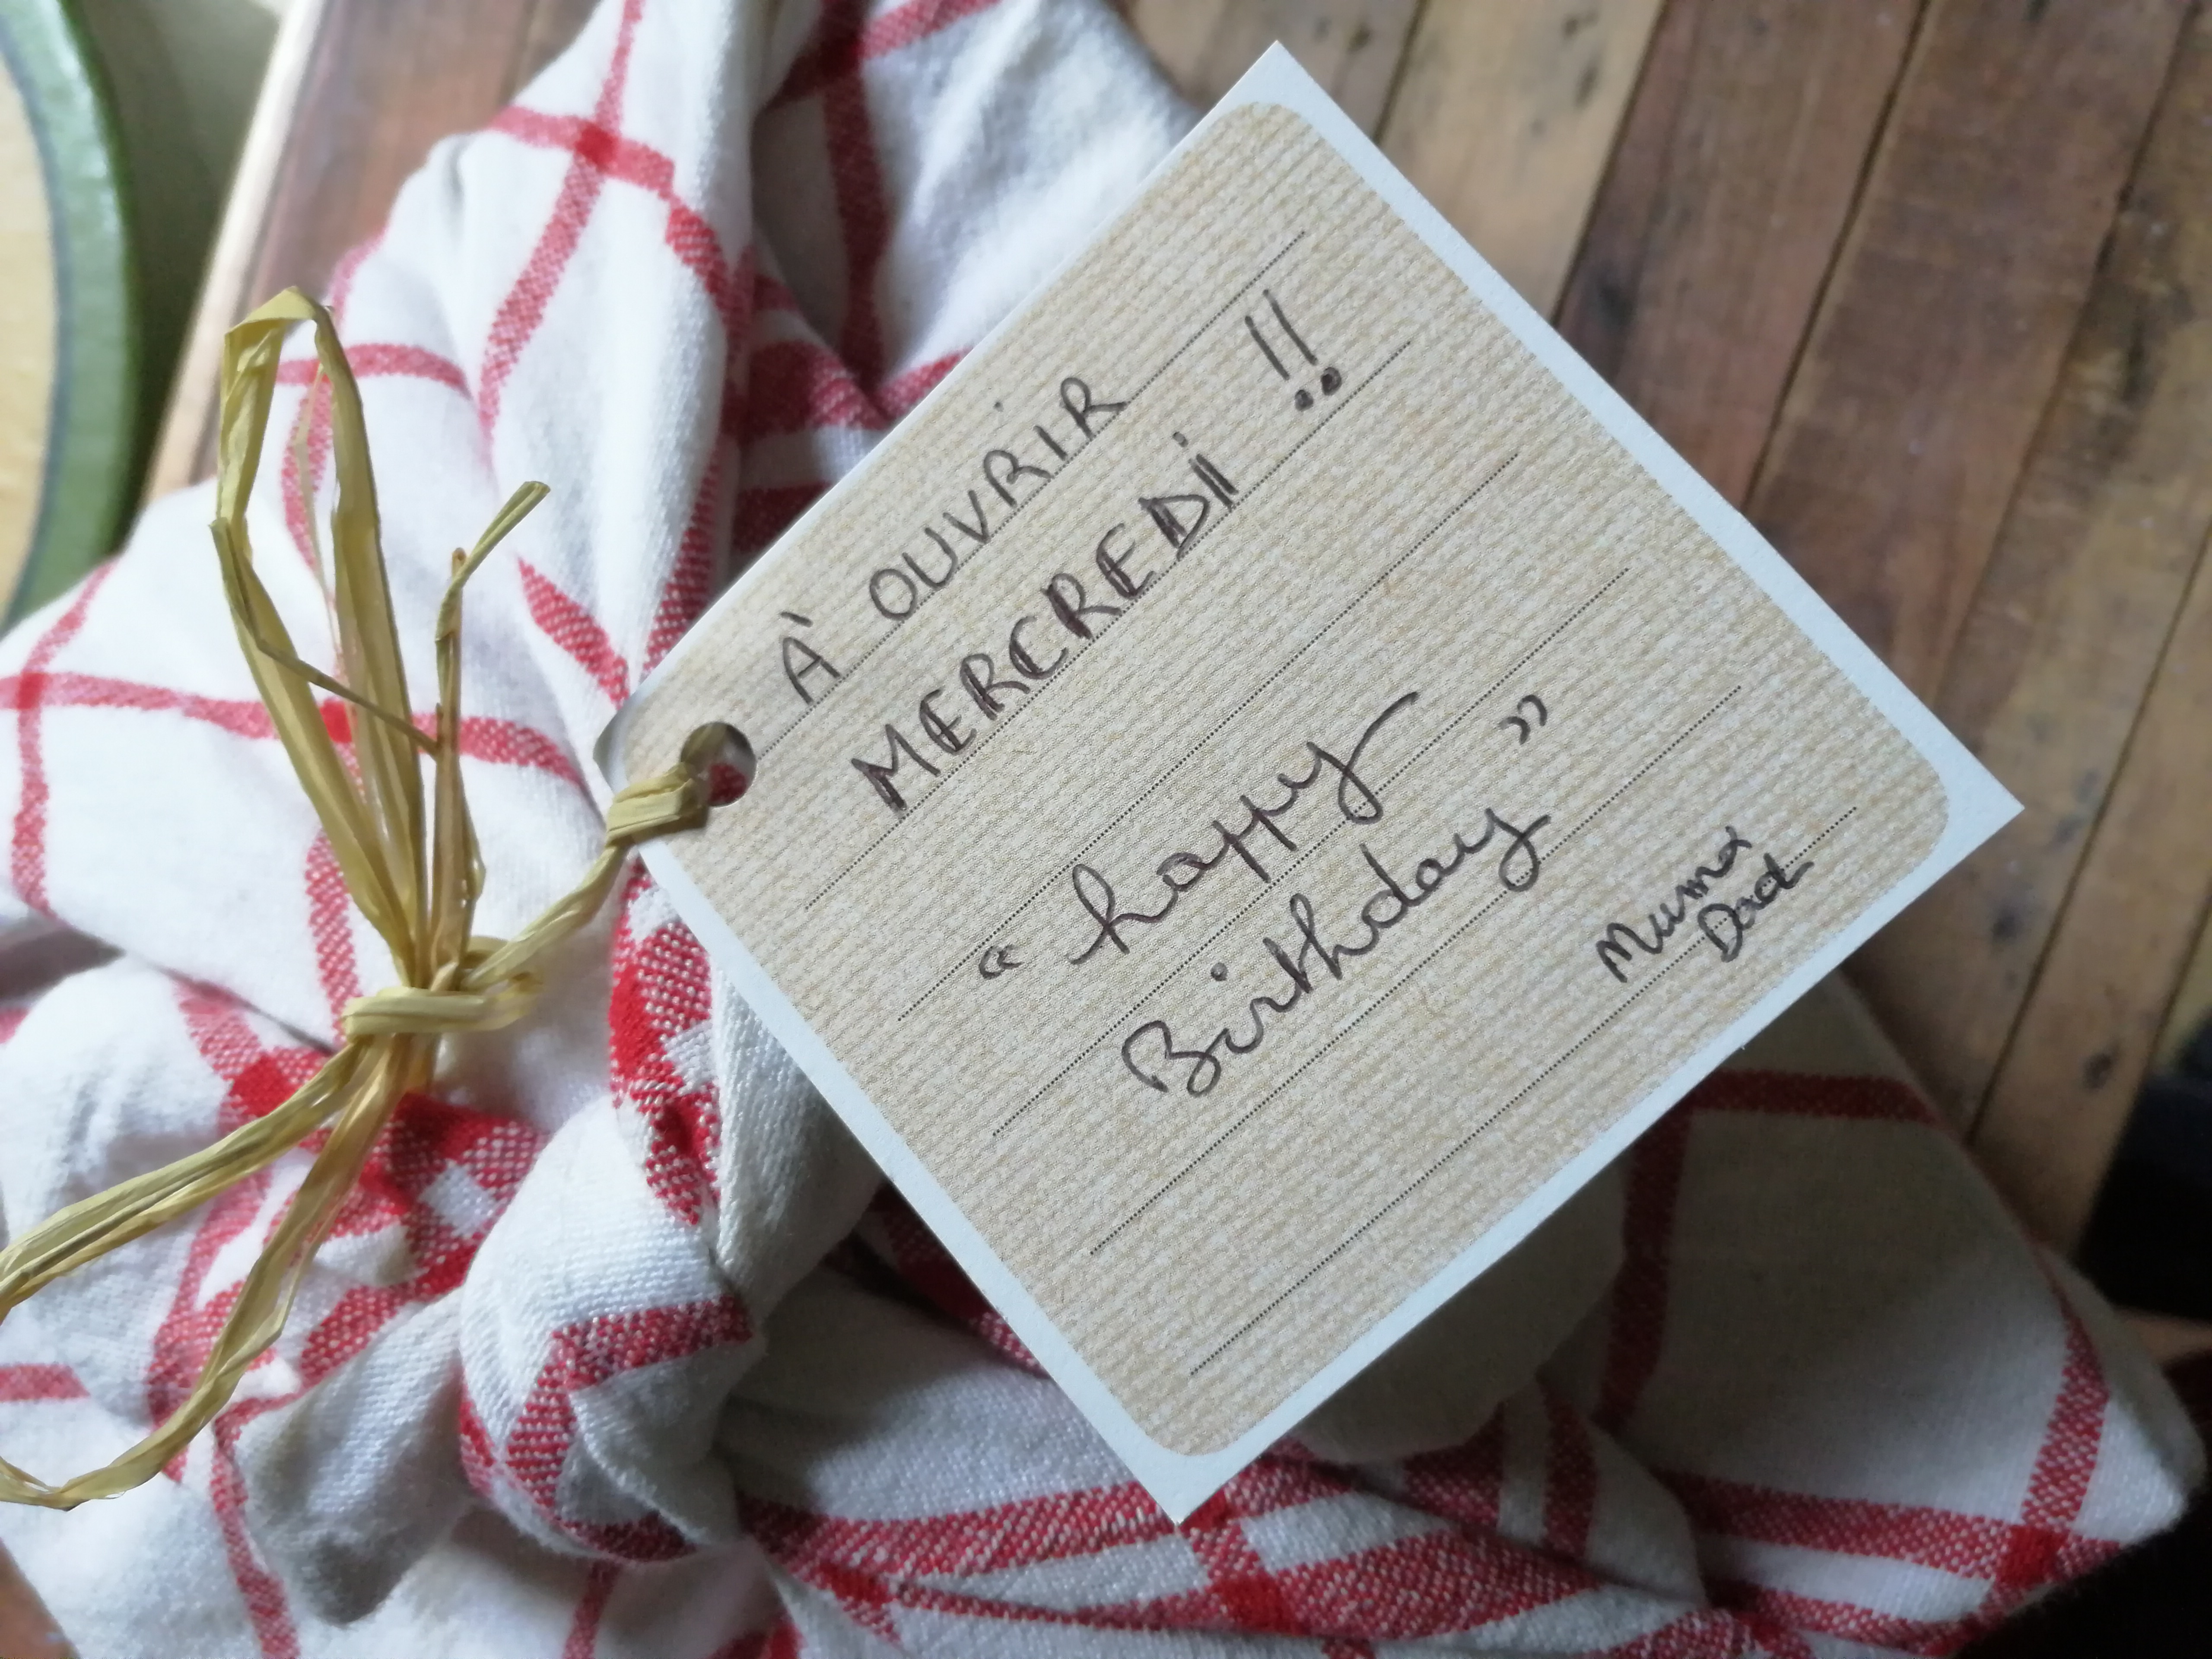 À OUVRIR
MERCREDi !!
“ happy
Birthday ”
Muma
Dad